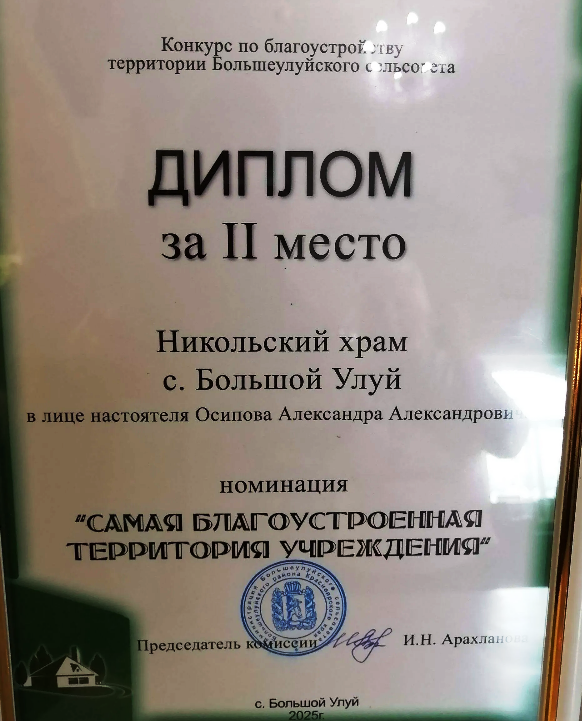 Конкурс по благоустройству
территории Большеулуйского сельсовета
ДИПЛОМ
за II место
Никольский храм
с. Большой Улуй
в лице настоятеля Осипова Александра Александрович
номинация
“САМАЯ БЛАГОУСТРОЕННАЯ
ТЕРРИТОРИЯ УЧРЕЖДЕНИЯ“
Председатель комиссии И.Н. Арахланова
с. Большой Улуй
2025г.